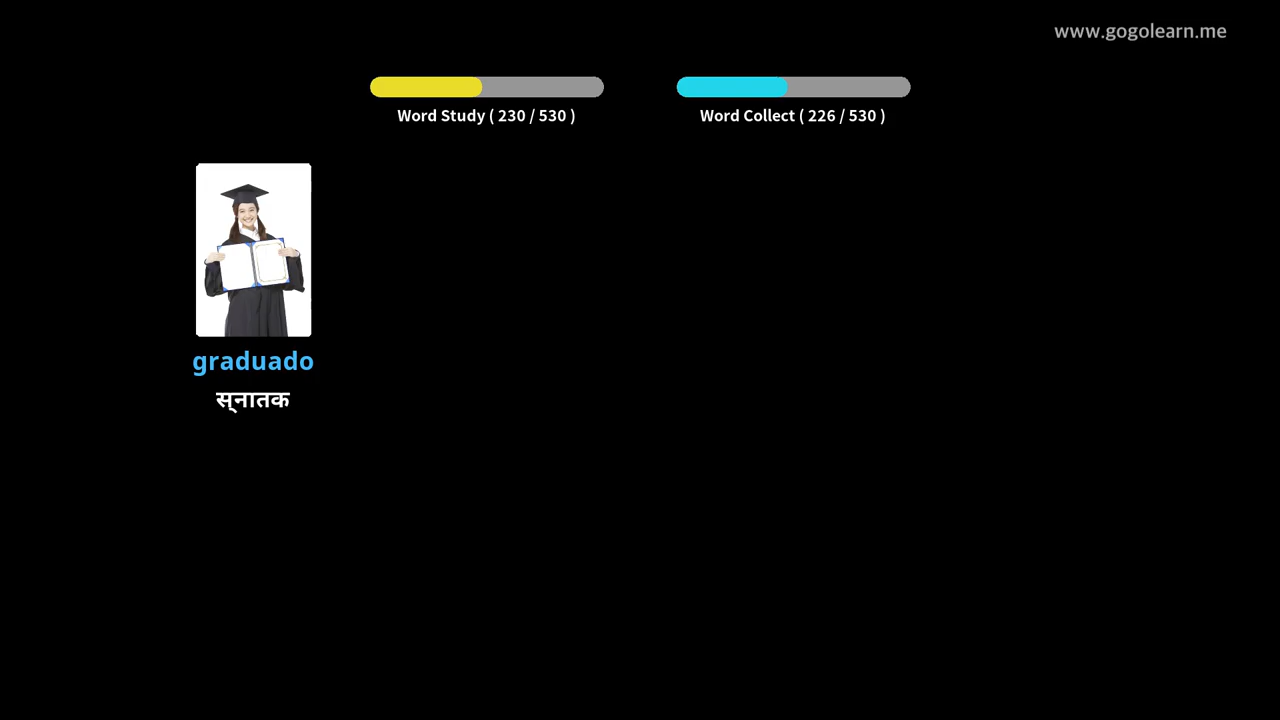 www.gogolearn.me
Word Study ( 230 / 530 )
Word Collect ( 226 / 530 )
graduado
स्नातक